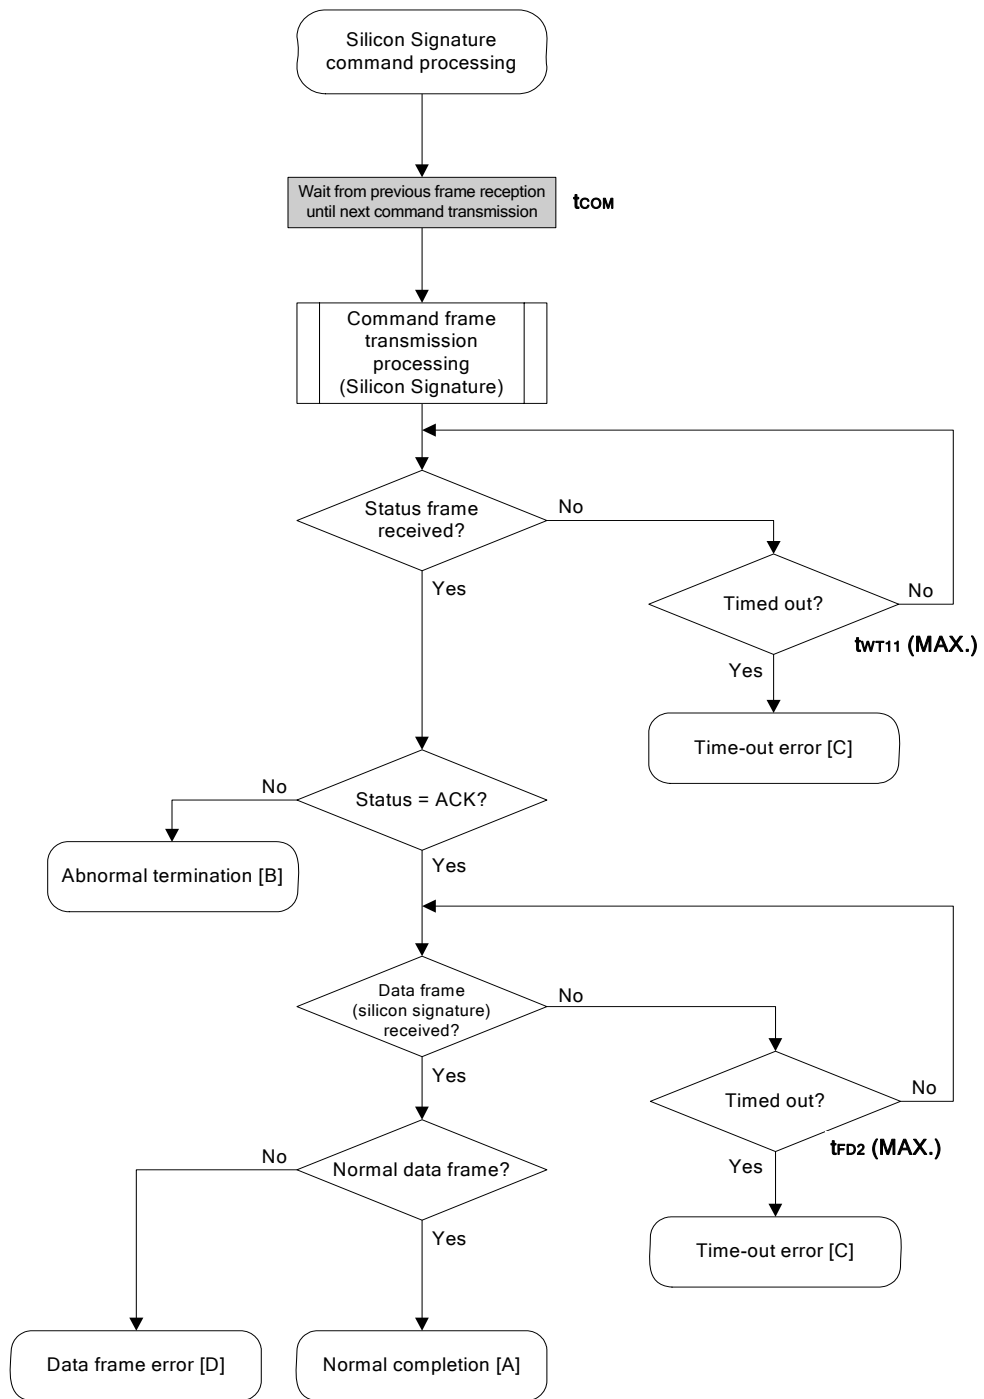 Silicon Signature
command processing
Wait from previous frame reception
until next command transmission
tCOM
Command frame
transmission
processing
(Silicon Signature)
Status frame
received?
No
Yes
Timed out?
No
tWT11 (MAX.)
Yes
Time-out error [C]
Status = ACK?
No
Abnormal termination [B]
Yes
Data frame
(silicon signature)
received?
No
Yes
Timed out?
No
tFD2 (MAX.)
Yes
Time-out error [C]
Normal data frame?
No
Yes
Data frame error [D]
Normal completion [A]